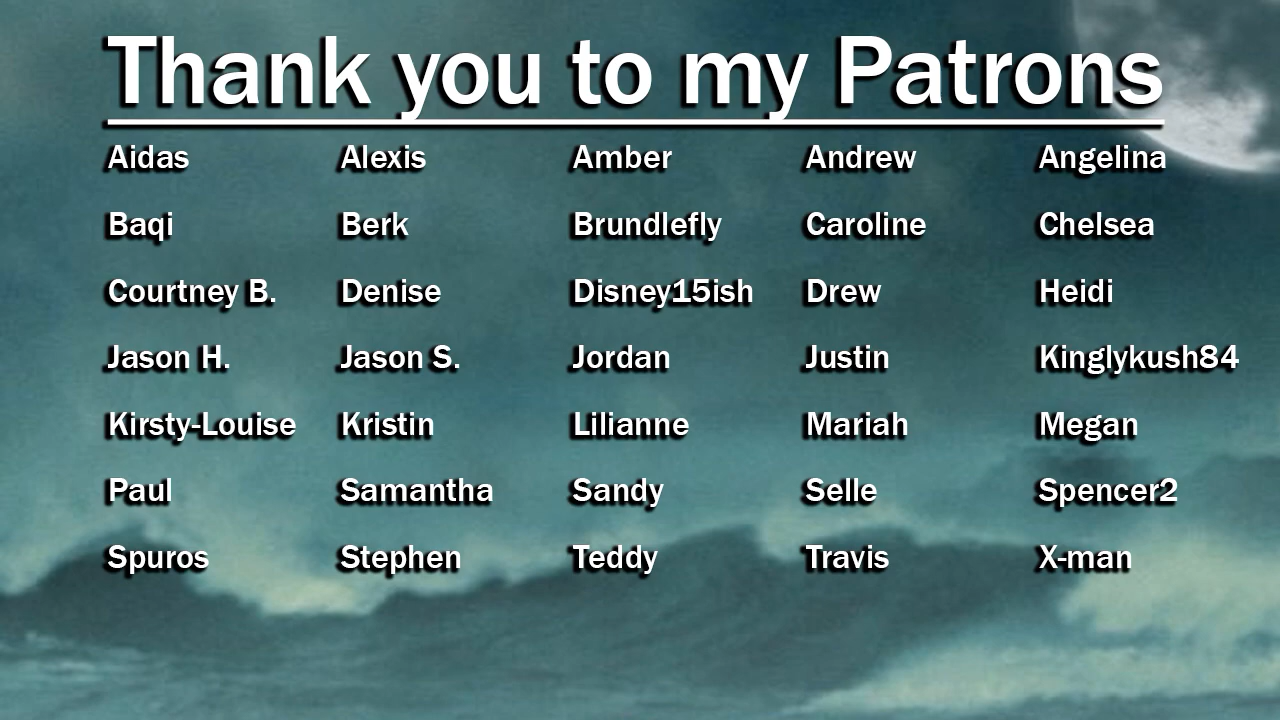 Thank you to my Patrons
Aidas Alexis Amber Andrew Angelina
Baqi Berk Brundlefly Caroline Chelsea
Courtney B. Denise Disney15ish Drew Heidi
Jason H. Jason S. Jordan Justin Kinglykush84
Kirsty-Louise Kristin Lilianne Mariah Megan
Paul Samantha Sandy Selle Spencer2
Spuros Stephen Teddy Travis X-man